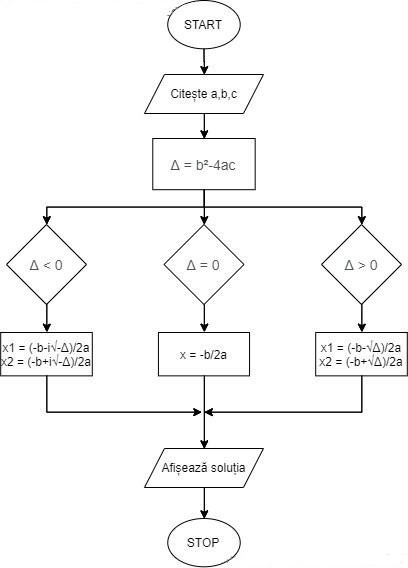 START
Citește a,b,c
Δ = b²-4ac
Δ < 0
Δ = 0
Δ > 0
x1 = (-b-i√-Δ)/2a
x2 = (-b+i√-Δ)/2a
x = -b/2a
x1 = (-b-√Δ)/2a
x2 = (-b+√Δ)/2a
Afișează soluția
STOP